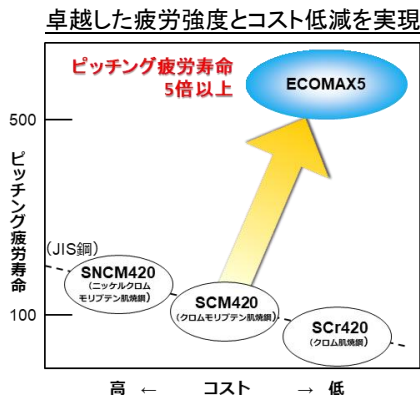 卓越した疲労強度とコスト低減を実現
ピッチング疲労寿命
5倍以上
ECOMAX5
500
ピッチング疲労寿命
(JIS鋼)
SNCM420
(ニッケルクロム
モリブテン肌焼鋼)
SCM420
(クロムモリブテン肌焼鋼)
SCr420
(クロム肌焼鋼)
100
高 ← コスト → 低